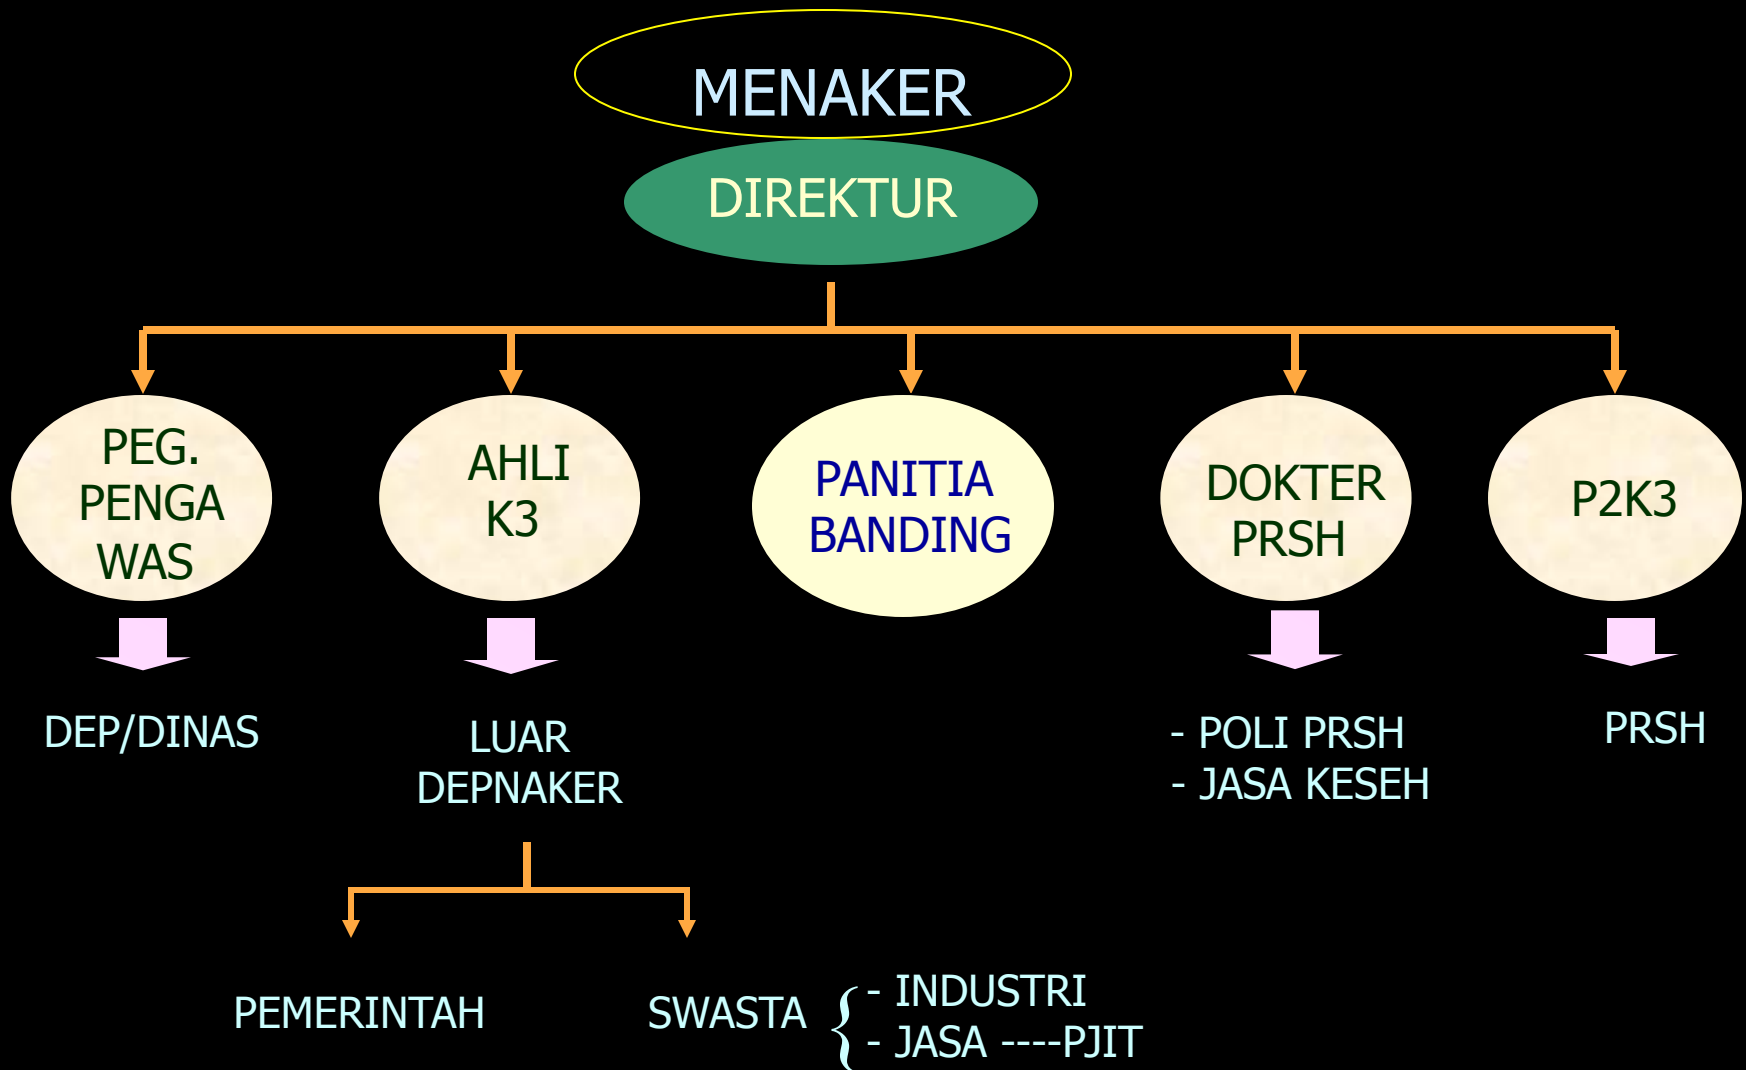 MENAKER
DIREKTUR
PEG.
PENGA
WAS
AHLI
K3
PANITIA
BANDING
DOKTER
PRSH
P2K3
DEP/DINAS
LUAR
DEPNAKER
- POLI PRSH
- JASA KESEH
PRSH
PEMERINTAH
SWASTA
- INDUSTRI
- JASA ----PJIT